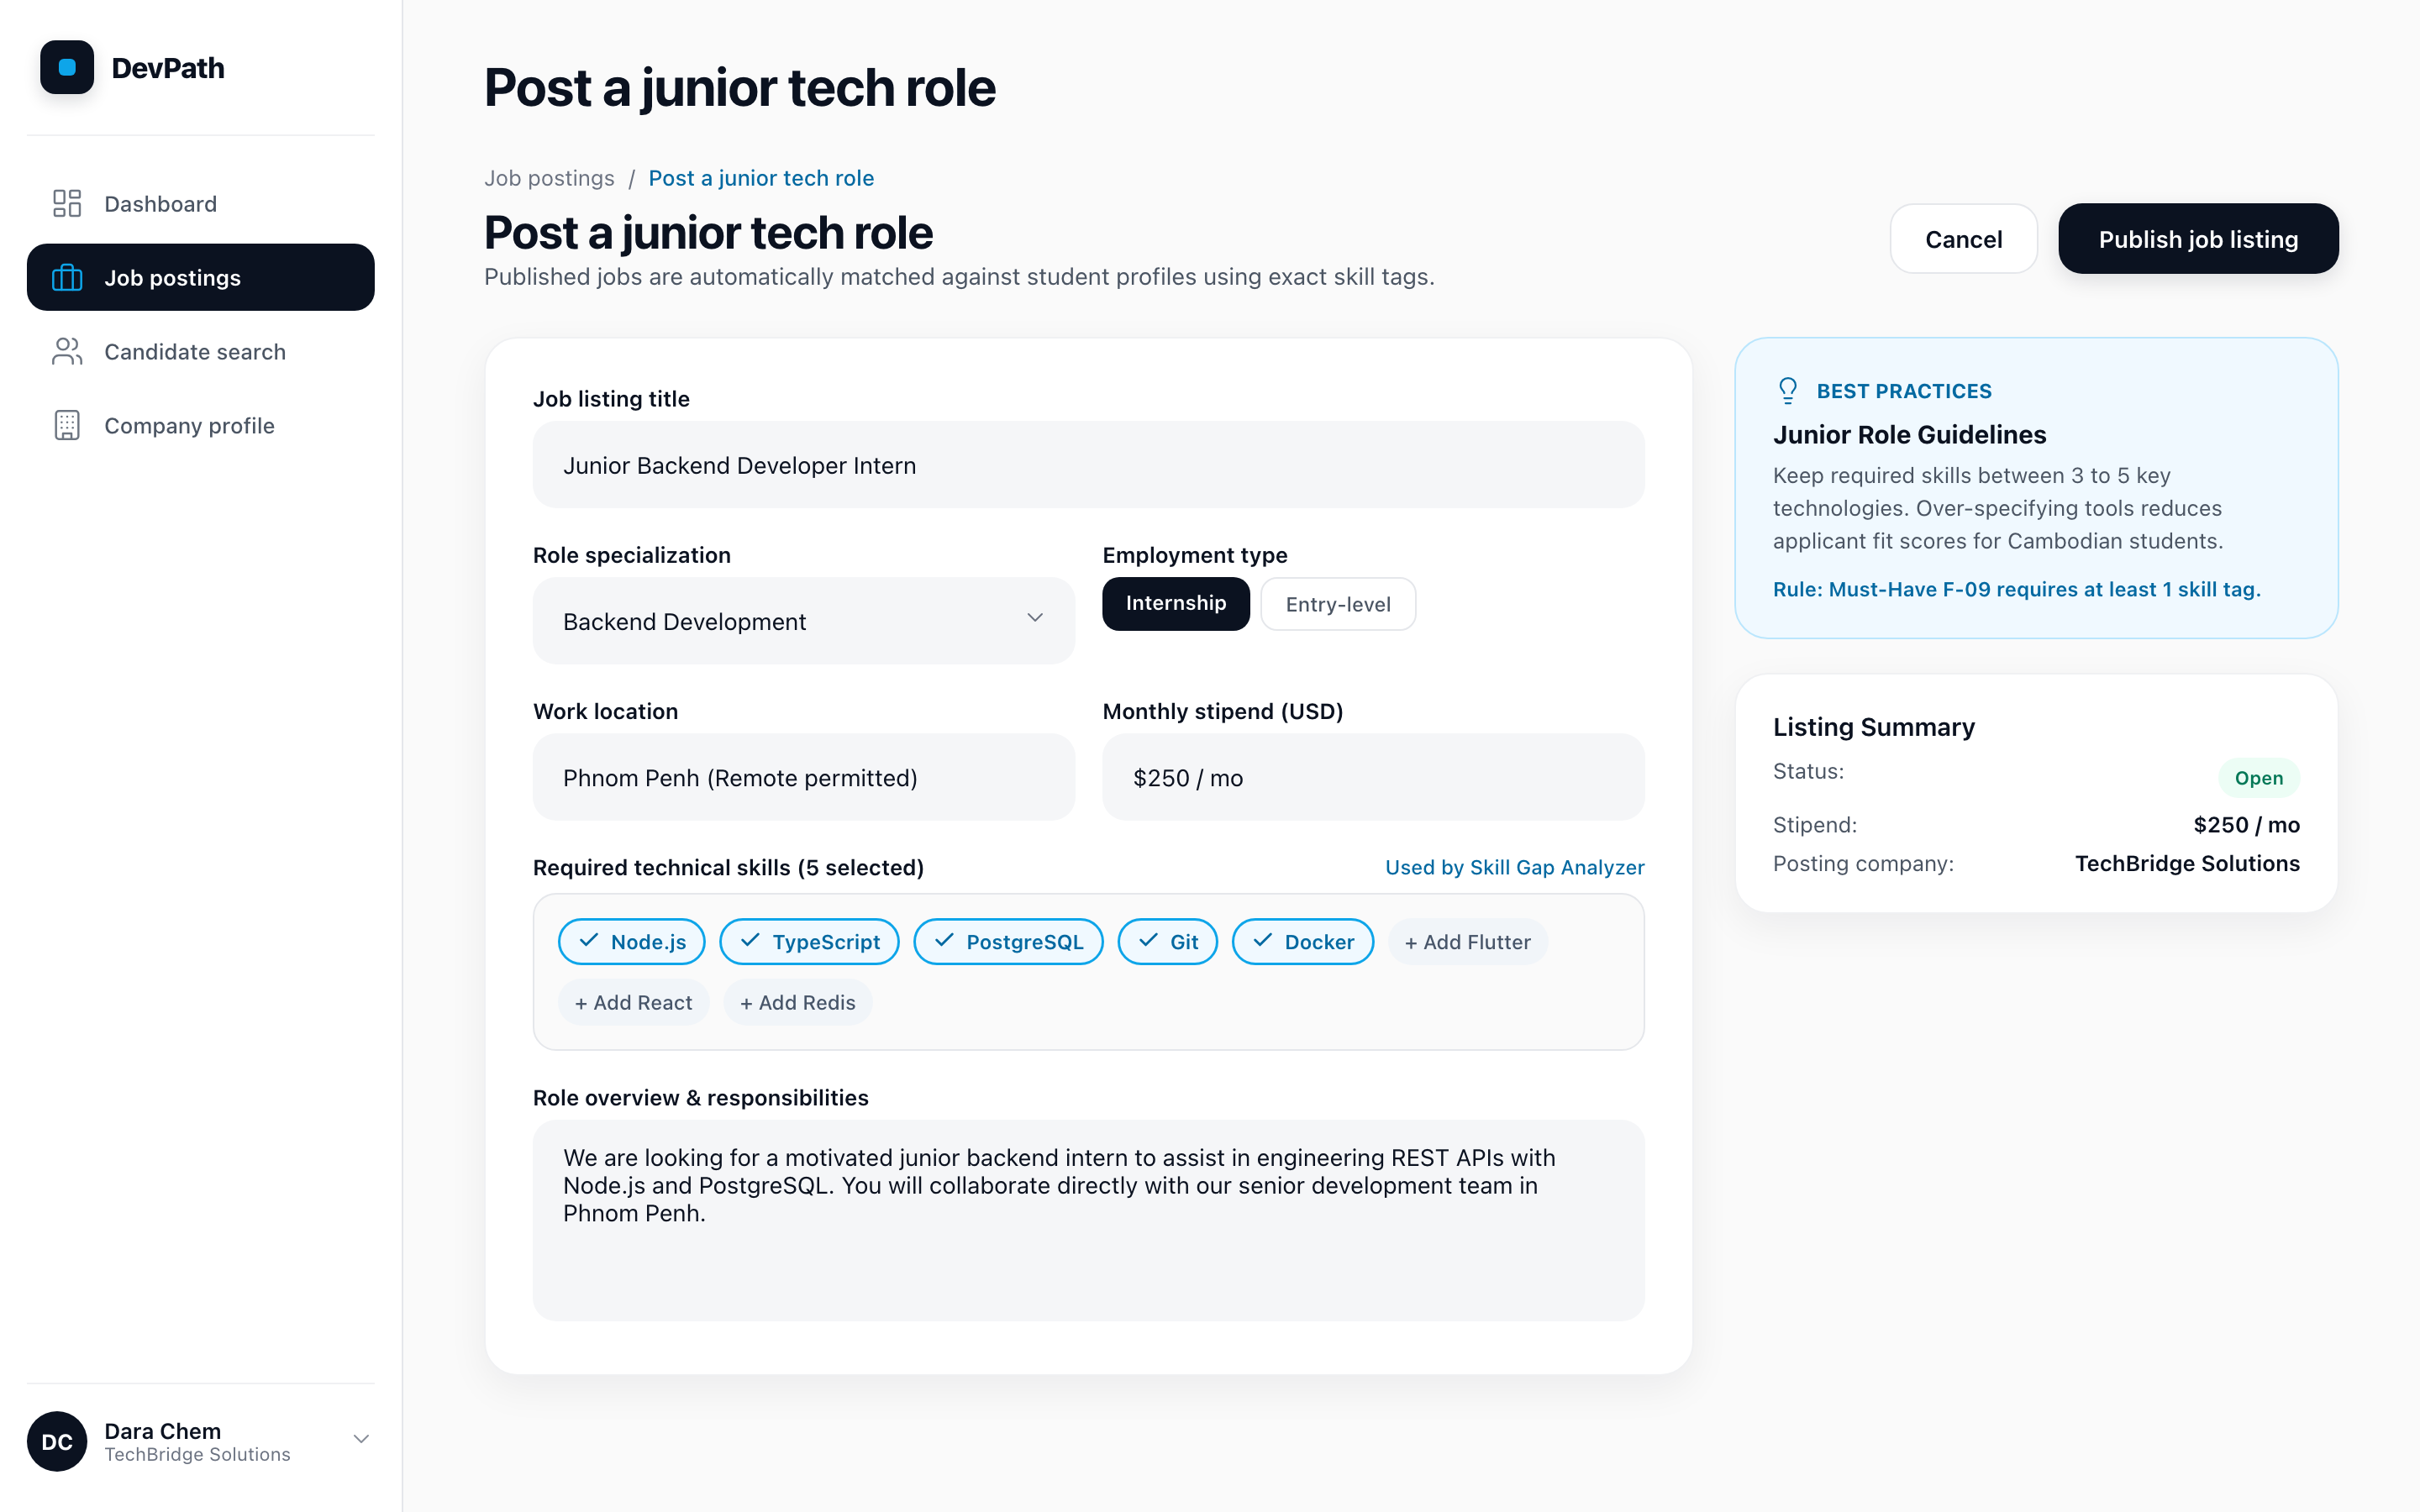 DevPath
Dashboard
Job postings
Candidate search
Company profile
DC
Dara Chem
TechBridge Solutions
Post a junior tech role
Job postings / Post a junior tech role
Post a junior tech role
Published jobs are automatically matched against student profiles using exact skill tags.
Cancel
Publish job listing
Job listing title
Junior Backend Developer Intern
Role specialization
Backend Development
Employment type
Internship
Entry-level
Work location
Phnom Penh (Remote permitted)
Monthly stipend (USD)
$250 / mo
Required technical skills (5 selected)
Used by Skill Gap Analyzer
Node.js
TypeScript
PostgreSQL
Git
Docker
+ Add Flutter
+ Add React
+ Add Redis
Role overview & responsibilities
We are looking for a motivated junior backend intern to assist in engineering REST APIs with
Node.js and PostgreSQL. You will collaborate directly with our senior development team in
Phnom Penh.
BEST PRACTICES
Junior Role Guidelines
Keep required skills between 3 to 5 key
technologies. Over-specifying tools reduces
applicant fit scores for Cambodian students.
Rule: Must-Have F-09 requires at least 1 skill tag.
Listing Summary
Status:
Open
Stipend:
$250 / mo
Posting company:
TechBridge Solutions